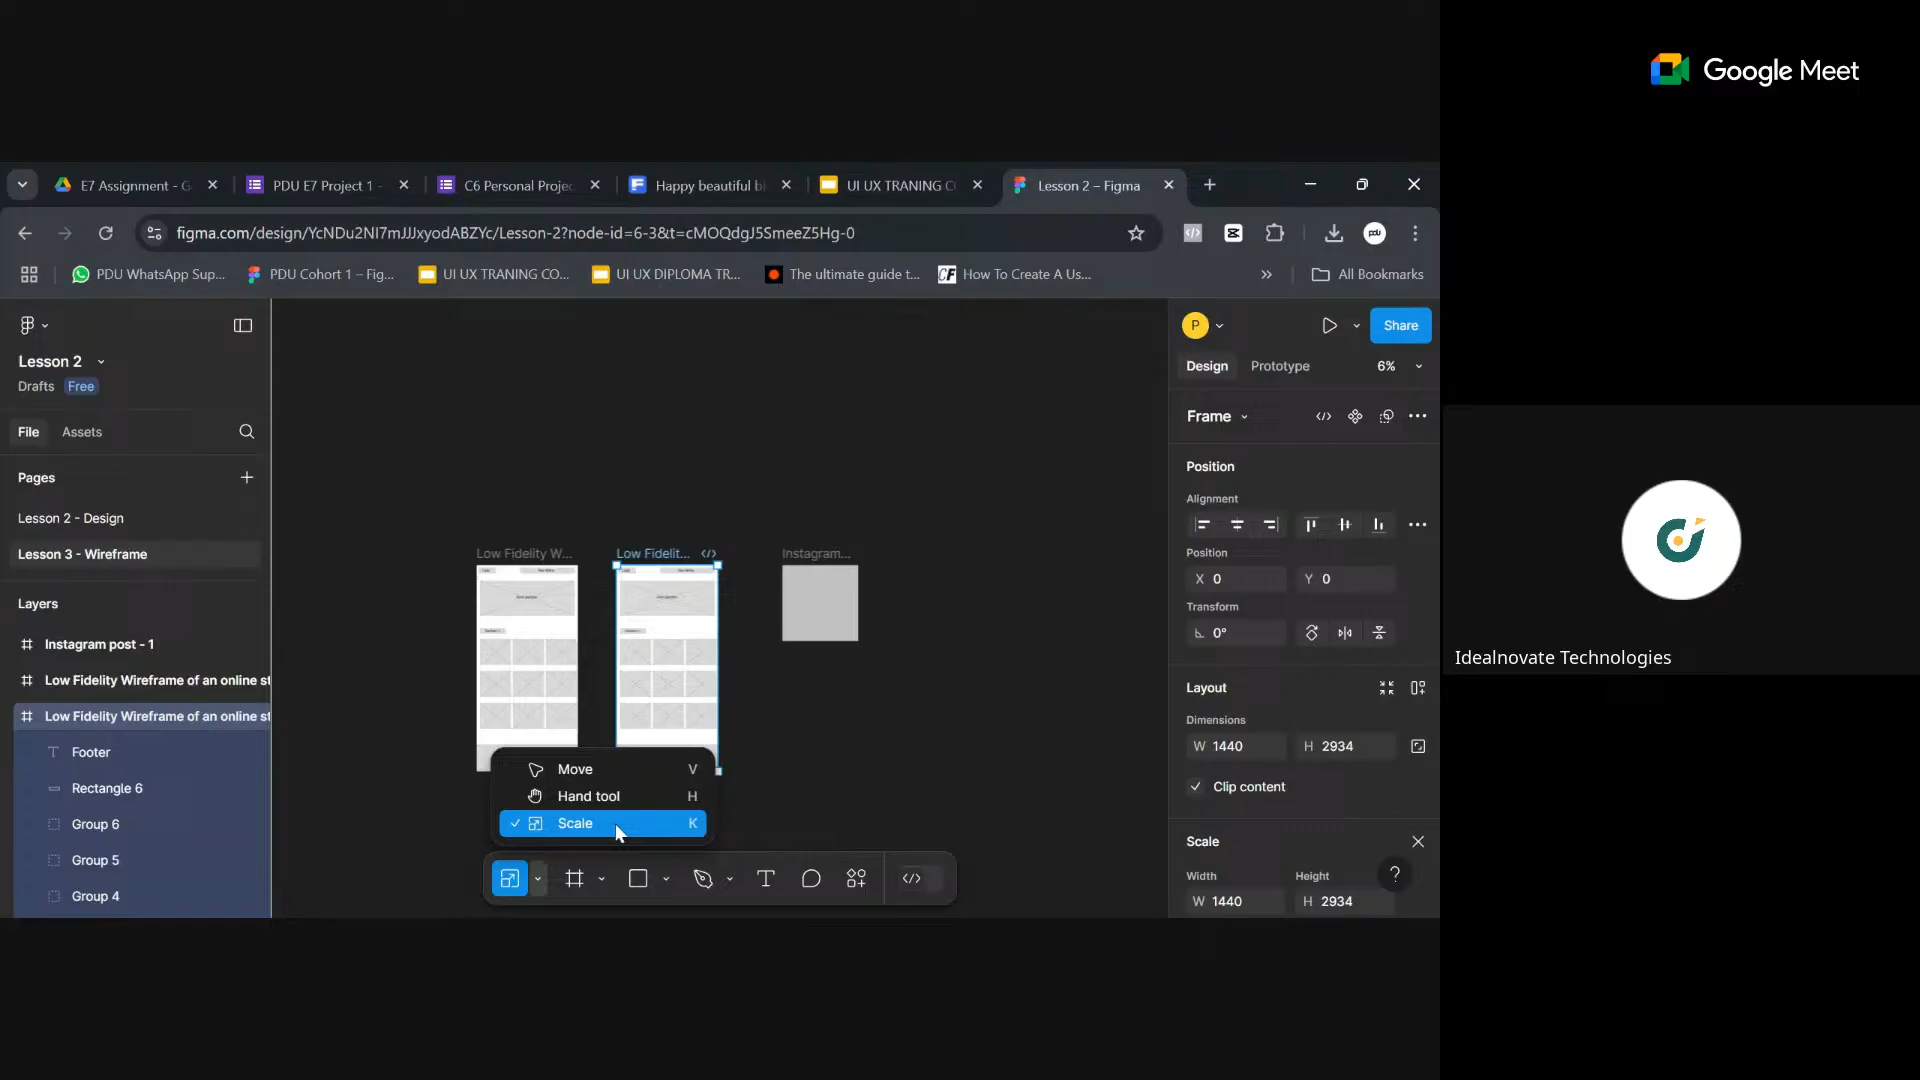 Google Meet
E7 Assignment - G
PDU E7 Project 1 -
C6 Personal Projec
Happy beautiful b
UI UX TRANING C
Lesson 2 – Figma
figma.com/design/YcNDu2NI7mJJJxyodABZYc/Lesson-2?node-id=6-3&t=cMOQdgJ5SmeeZ5Hg-0
pdu
PDU WhatsApp Sup...
PDU Cohort 1 – Fig...
UI UX TRANING CO...
UI UX DIPLOMA TR...
The ultimate guide t...
CF
How To Create A Us...
All Bookmarks
Lesson 2
Drafts
Free
File
Assets
Pages
Lesson 2 - Design
Lesson 3 - Wireframe
Layers
Instagram post - 1
Low Fidelity Wireframe of an online st
Low Fidelity Wireframe of an online st
Footer
Rectangle 6
Group 6
Group 5
Group 4
Low Fidelity W...
Low Fidelit...
Instagram...
Move V
Hand tool H
Scale K
P
Share
Design
Prototype
6%
Frame
Position
Alignment
Position
X 0
Y 0
Transform
0°
Layout
Dimensions
W 1440
H 2934
Clip content
Scale
Width
Height
?
W 1440
H 2934
Idealnovate Technologies